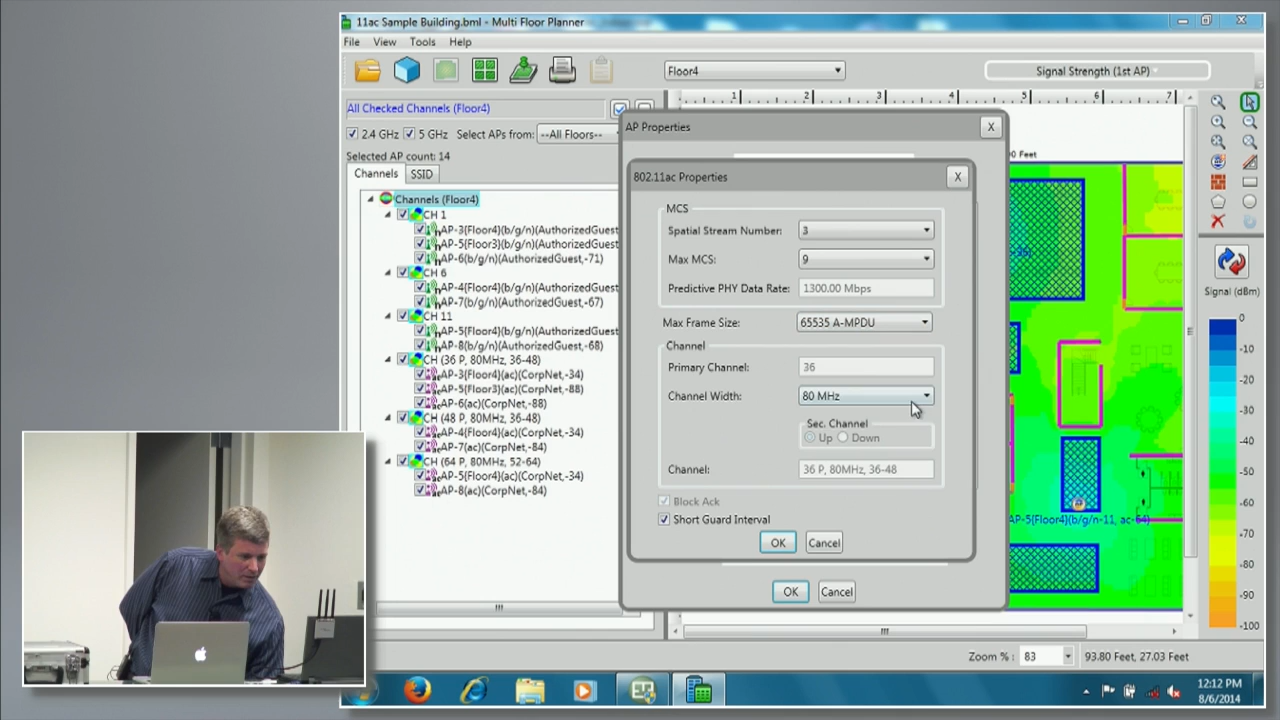 11ac Sample Building.bml - Multi Floor Planner
File View Tools Help
Floor4
Signal Strength (1st AP)
All Checked Channels (Floor4)
2.4 GHz 5 GHz Select APs from: --All Floors--
Selected AP count: 14
Channels SSID
Channels (Floor4)
CH 1
AP-3(Floor4)(b/g/n)(AuthorizedGuest
AP-5(Floor3)(b/g/n)(AuthorizedGuest
AP-6(b/g/n)(AuthorizedGuest,-71)
CH 6
AP-4(Floor4)(b/g/n)(AuthorizedGuest
AP-7(b/g/n)(AuthorizedGuest,-67)
CH 11
AP-5(Floor4)(b/g/n)(AuthorizedGuest
AP-8(b/g/n)(AuthorizedGuest,-68)
CH (36 P, 80MHz, 36-48)
AP-3(Floor4)(ac)(CorpNet,-34)
AP-5(Floor3)(ac)(CorpNet,-88)
AP-6(ac)(CorpNet,-88)
CH (48 P, 80MHz, 36-48)
AP-4(Floor4)(ac)(CorpNet,-34)
AP-7(ac)(CorpNet,-84)
CH (64 P, 80MHz, 52-64)
AP-5(Floor4)(ac)(CorpNet,-34)
AP-8(ac)(CorpNet,-84)
1 2 3 4 5 6 7
AP Properties X
0 Feet
802.11ac Properties X
MCS
Spatial Stream Number: 3
Max MCS: 9
Predictive PHY Data Rate: 1300.00 Mbps
Max Frame Size: 65535 A-MPDU
Channel
Primary Channel: 36
Channel Width: 80 MHz
Sec. Channel
Up Down
Channel: 36 P, 80MHz, 36-48
Block Ack
Short Guard Interval
OK Cancel
OK Cancel
AP-5(Floor4)(b/g/n-11, ac-64)
Signal (dBm)
0
-10
-20
-30
-40
-50
-60
-70
-80
-90
-100
Zoom %: 83 93.80 Feet, 27.03 Feet
12:12 PM
8/6/2014